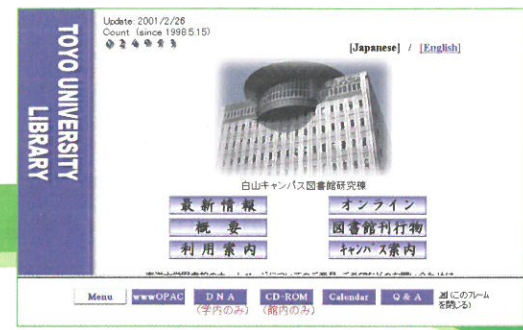 TOYO UNIVERSITY
LIBRARY
Update: 2001/2/26
Count (since 1998.5.15)
[Japanese] / [English]
白山キャンパス図書館研究棟
最新情報
オンライン
概要
図書館刊行物
利用案内
キャンパス案内
Menu
wwwOPAC
DNA
(学内のみ)
CD-ROM
(館内のみ)
Calendar
Q & A
(このフレーム
を閉じる)